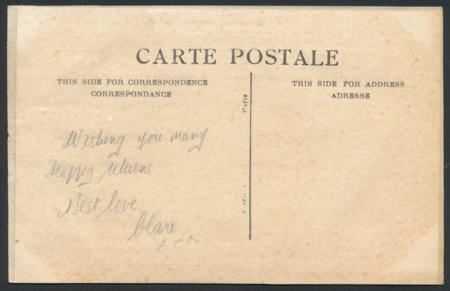 CARTE POSTALE
THIS SIDE FOR CORRESPONDENCE
CORRESPONDANCE
THIS SIDE FOR ADDRESS
ADRESSE
Wishing you many
Happy returns
Best love
Clare